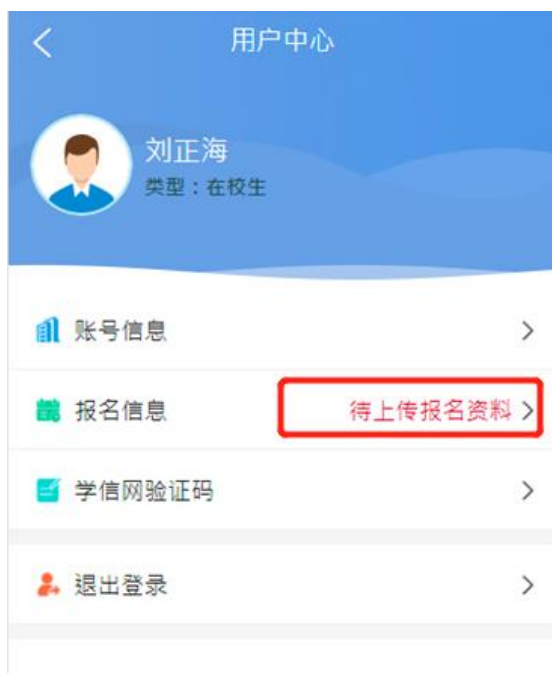 用户中心
刘正海
类型：在校生
账号信息
报名信息 待上传报名资料
学信网验证码
退出登录